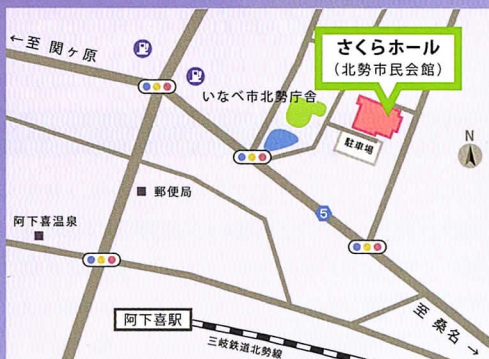 ←至 関ヶ原
さくらホール
(北勢市民会館)
いなべ市北勢庁舎
駐車場
N
郵便局
5
阿下喜温泉
阿下喜駅
三岐鉄道北勢線
至 桑名→